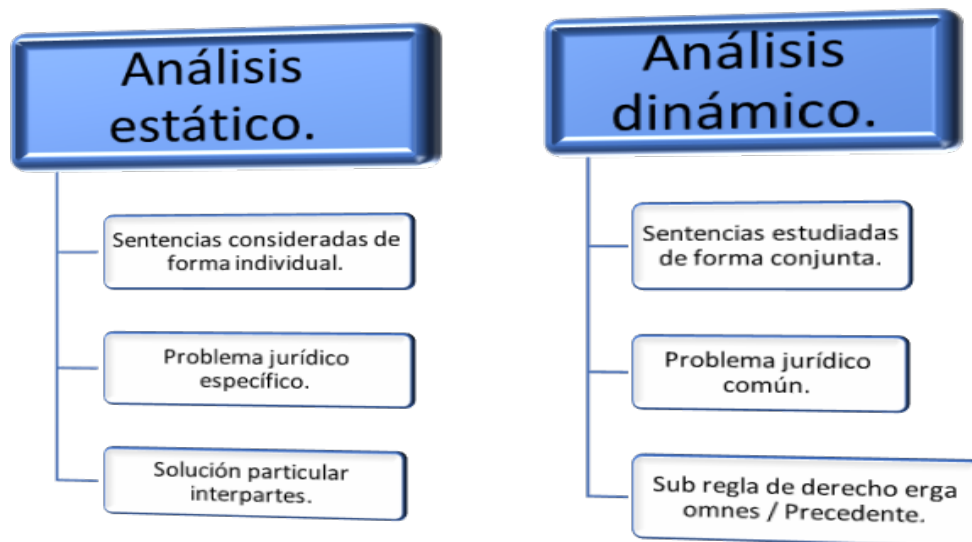 Análisis
estático.
Sentencias consideradas de
forma individual.
Problema jurídico
específico.
Solución particular
interpartes.
Análisis
dinámico.
Sentencias estudiadas
de forma conjunta.
Problema jurídico
común.
Sub regla de derecho erga
omnes / Precedente.